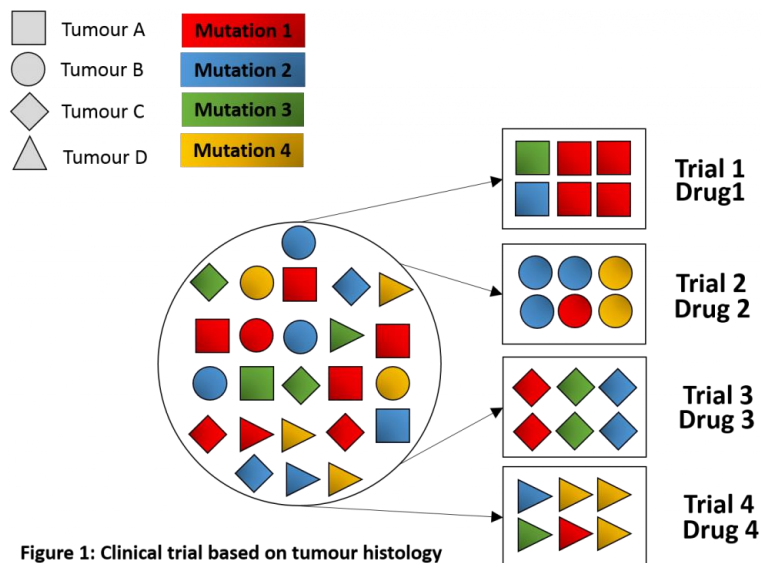 Tumour A
Mutation 1
Tumour B
Mutation 2
Tumour C
Mutation 3
Tumour D
Mutation 4
Trial 1
Drug1
Trial 2
Drug 2
Trial 3
Drug 3
Trial 4
Drug 4
Figure 1: Clinical trial based on tumour histology